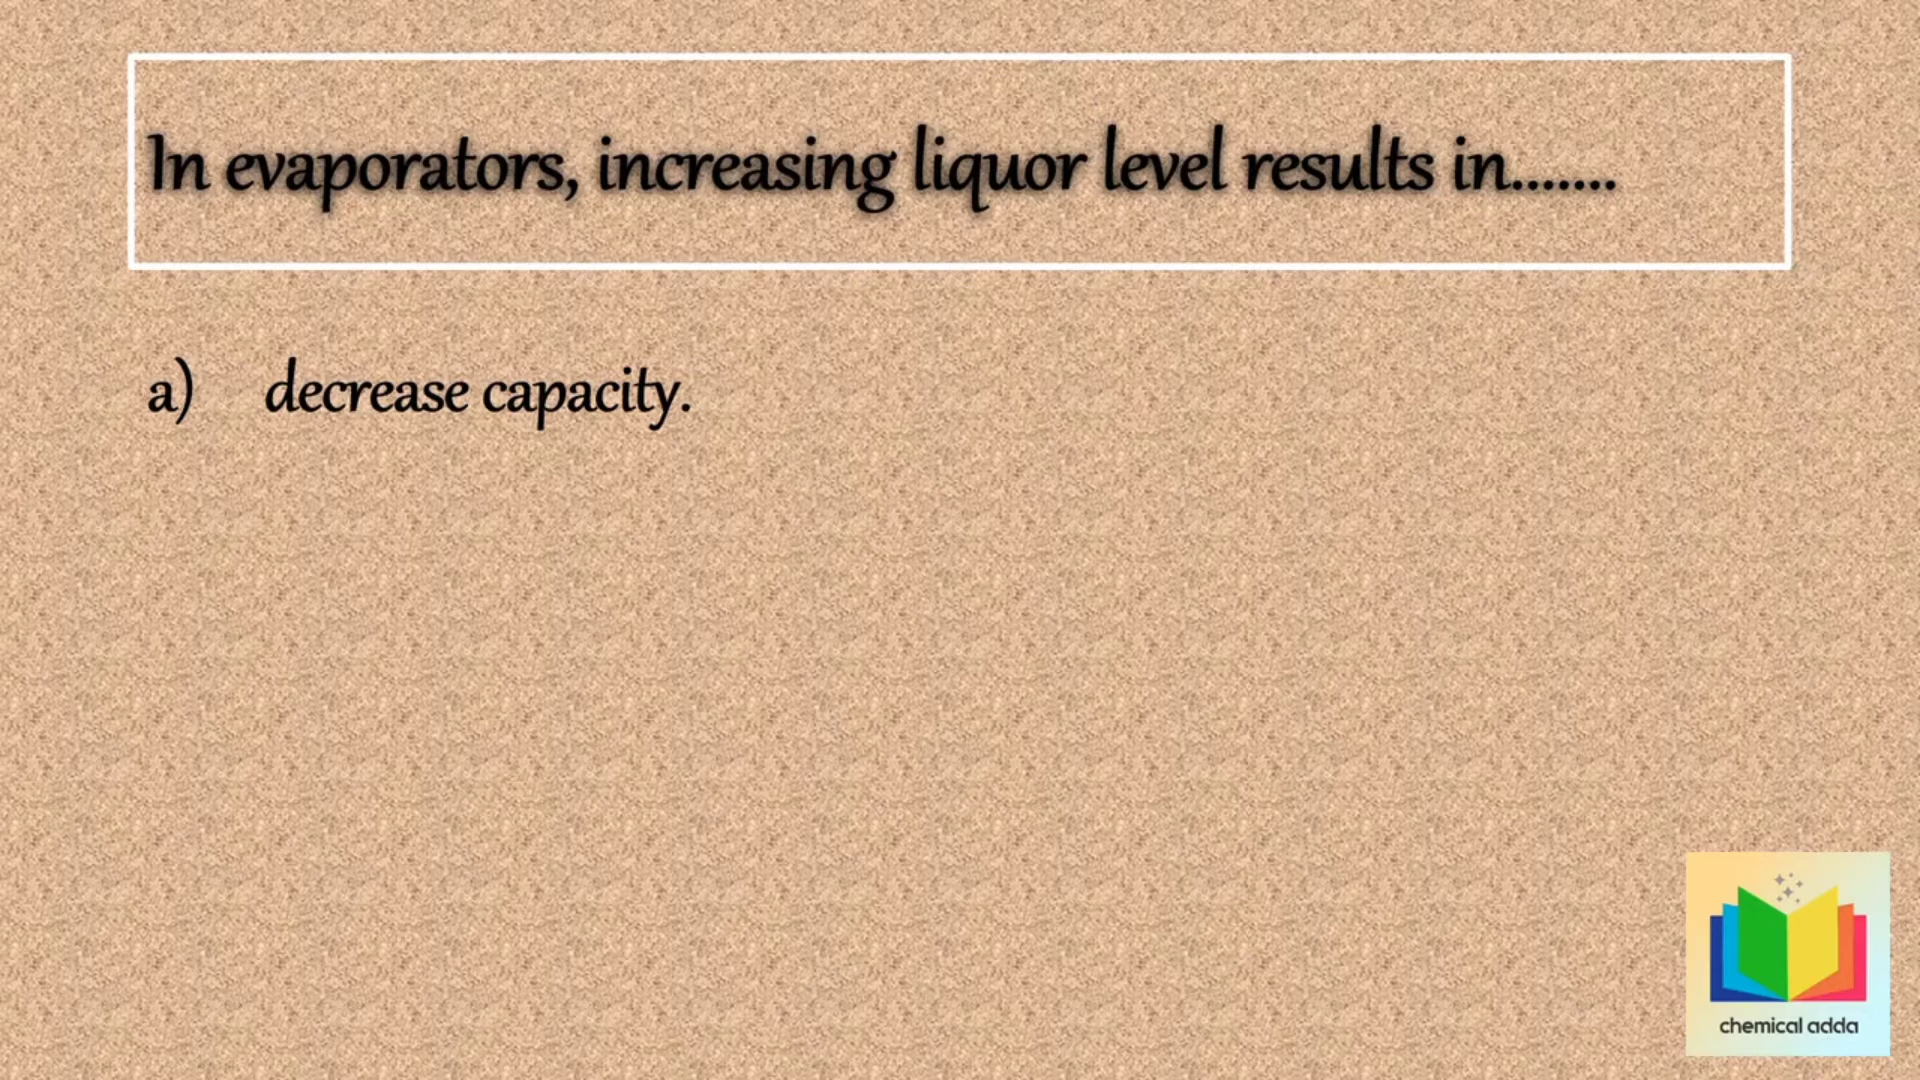 In evaporators, increasing liquor level results in.......
a) decrease capacity.
chemical adda